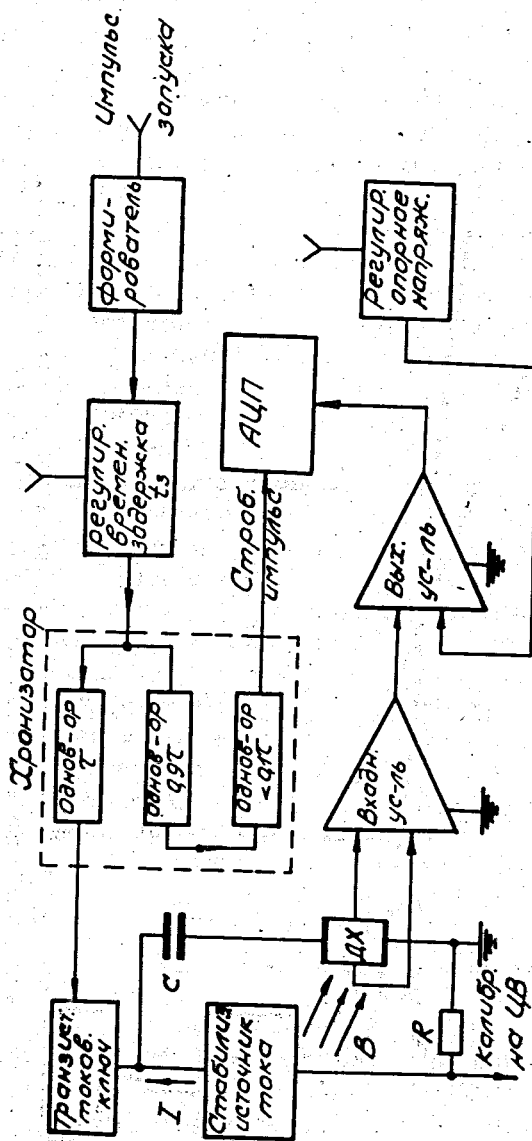 Импульс
запуска
форми-
рователь
регулир.
времен.
задержка
tз
Хронизатор
Однов-ор
τ
Однов-ор
0,9τ
Однов-ор
<0,1τ
Транзист.
токов.
ключ
Строб.
импульс
АЦП
Регулир.
опорное
напряж.
Вых.
ус-ль
Входн.
ус-ль
C
I
Стабилиз.
источник
тока
ДХ
B
R
Калибр.
на ЦВ